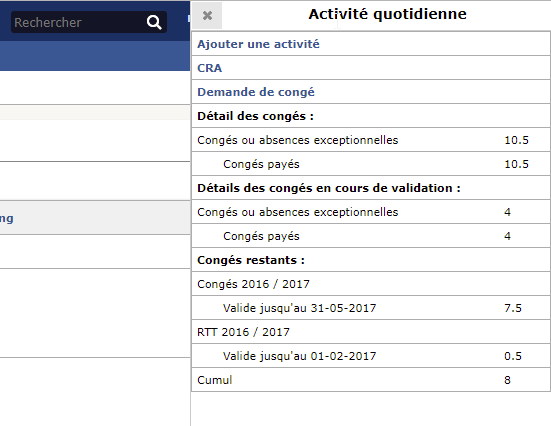 Rechercher
Activité quotidienne
Ajouter une activité
CRA
Demande de congé
Détail des congés :
Congés ou absences exceptionnelles 10.5
Congés payés 10.5
Détails des congés en cours de validation :
ng
Congés ou absences exceptionnelles 4
Congés payés 4
Congés restants :
Congés 2016 / 2017
Valide jusqu'au 31-05-2017 7.5
RTT 2016 / 2017
Valide jusqu'au 01-02-2017 0.5
Cumul 8